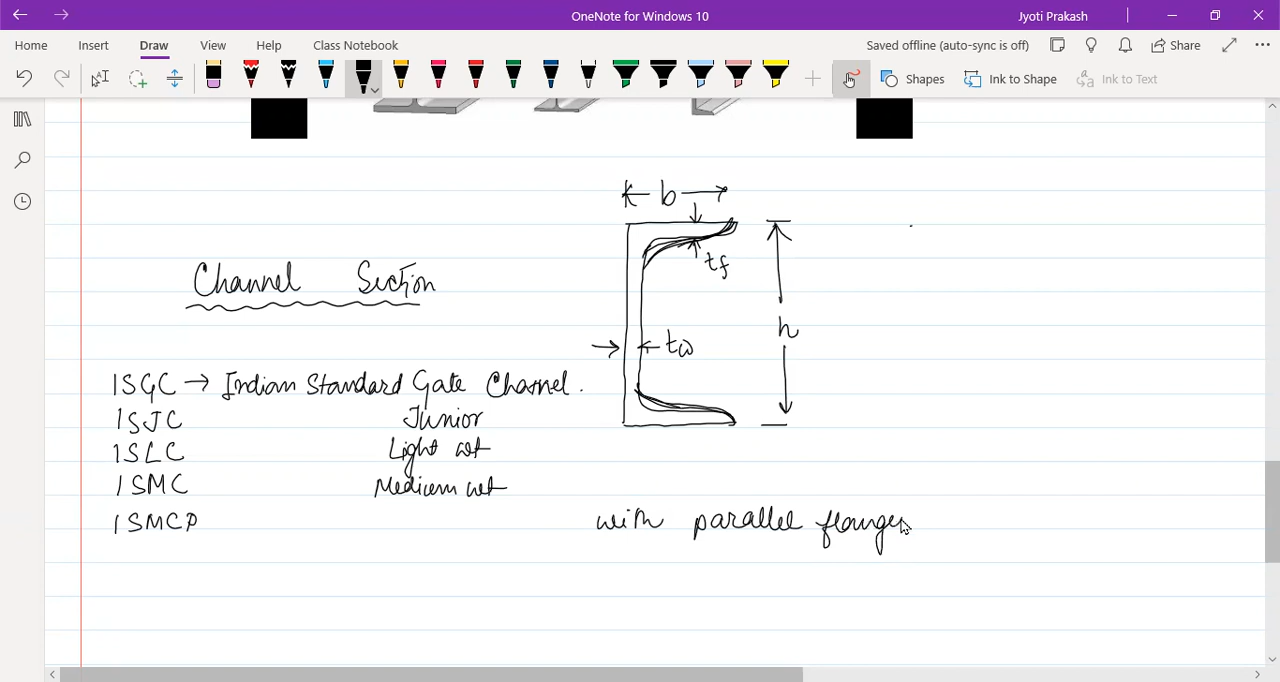 OneNote for Windows 10
Jyoti Prakash
Home Insert Draw View Help Class Notebook
Saved offline (auto-sync is off) Share
Shapes Ink to Shape Ink to Text
b
tf
Channel Section
h
tw
ISGC → Indian Standard Gate Channel.
ISJC Junior
ISLC Light wt
ISMC Medium wt
ISMCP with parallel flanges